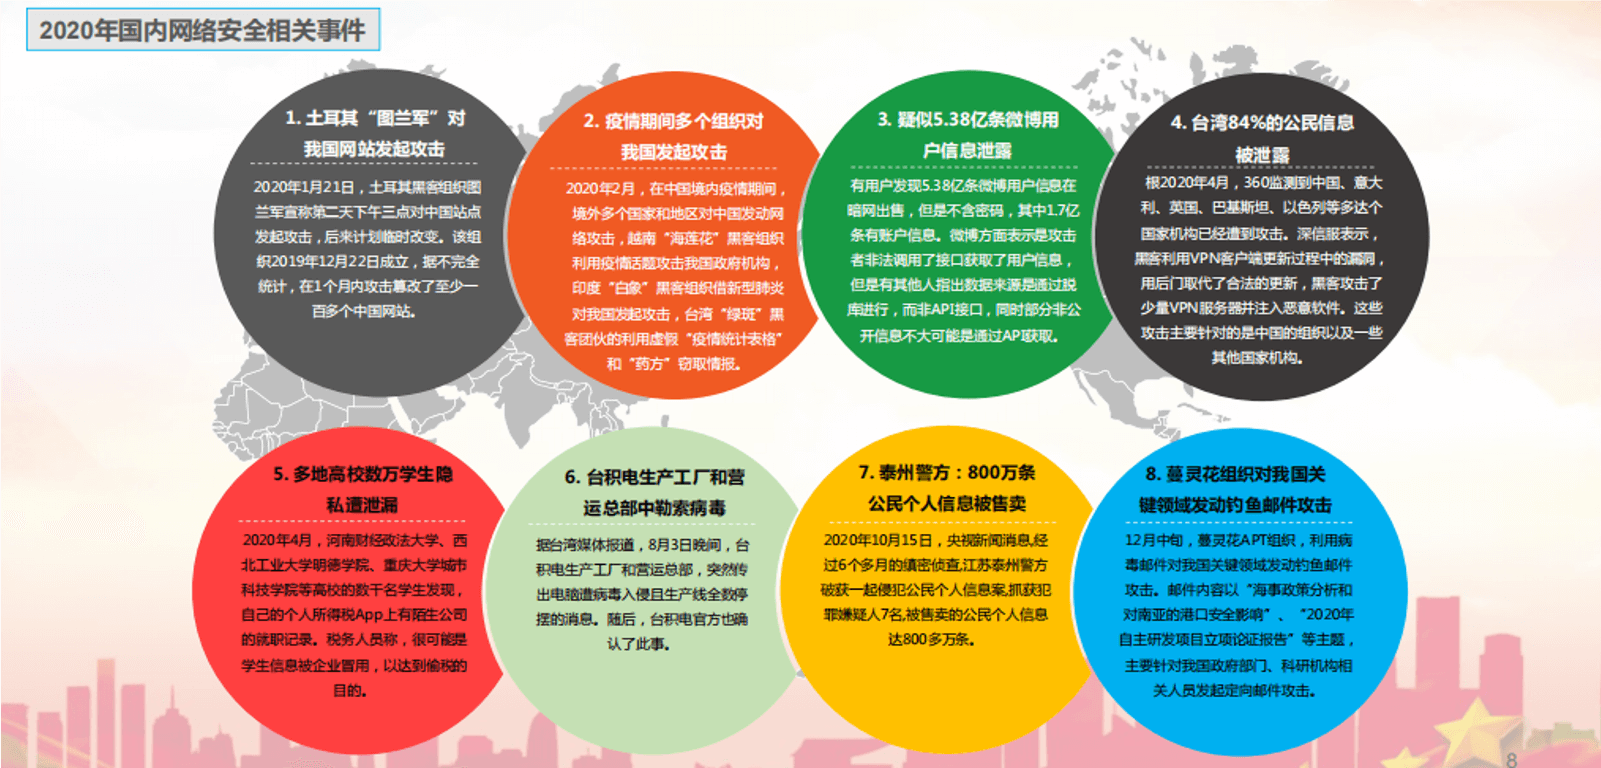 2020年国内网络安全相关事件
1. 土耳其“图兰军”对
我国网站发起攻击
2020年1月21日，土耳其黑客组织图
兰军宣称第二天下午三点对中国站点
发起攻击，后来计划临时改变。该组
织2019年12月22日成立，据不完全
统计，在1个月内攻击篡改了至少一
百多个中国网站。
2. 疫情期间多个组织对
我国发起攻击
2020年2月，在中国境内疫情期间，
境外多个国家和地区对中国发动网
络攻击，越南“海莲花”黑客组织
利用疫情话题攻击我国政府机构，
印度“白象”黑客组织借新型肺炎
对我国发起攻击，台湾“绿斑”黑
客团伙的利用虚假“疫情统计表格”
和“药方”窃取情报。
3. 疑似5.38亿条微博用
户信息泄露
有用户发现5.38亿条微博用户信息在
暗网出售，但是不含密码，其中1.7亿
条有账户信息。微博方面表示是攻击
者非法调用了接口获取了用户信息，
但是有其他人指出数据来源是通过脱
库进行，而非API接口，同时部分非公
开信息不大可能是通过API获取。
4. 台湾84%的公民信息
被泄露
根2020年4月，360监测到中国、意大
利、英国、巴基斯坦、以色列等多达个
国家机构已经遭到攻击。深信服表示，
黑客利用VPN客户端更新过程中的漏洞，
用后门取代了合法的更新，黑客攻击了
少量VPN服务器并注入恶意软件。这些
攻击主要针对的是中国的组织以及一些
其他国家机构。
5. 多地高校数万学生隐
私遭泄漏
2020年4月，河南财经政法大学、西
北工业大学明德学院、重庆大学城市
科技学院等高校的数千名学生发现，
自己的个人所得税App上有陌生公司
的就职记录。税务人员称，很可能是
学生信息被企业冒用，以达到偷税的
目的。
6. 台积电生产工厂和营
运总部中勒索病毒
据台湾媒体报道，8月3日晚间，台
积电生产工厂和营运总部，突然传
出电脑遭病毒入侵且生产线全数停
摆的消息。随后，台积电官方也确
认了此事。
7. 泰州警方：800万条
公民个人信息被售卖
2020年10月15日，央视新闻消息,经
过6个多月的缜密侦查,江苏泰州警方
破获一起侵犯公民个人信息案,抓获犯
罪嫌疑人7名,被售卖的公民个人信息
达800多万条。
8. 蔓灵花组织对我国关
键领域发动钓鱼邮件攻击
12月中旬，蔓灵花APT组织，利用病
毒邮件对我国关键领域发动钓鱼邮件
攻击。邮件内容以“海事政策分析和
对南亚的港口安全影响”、“2020年
自主研发项目立项论证报告”等主题，
主要针对我国政府部门、科研机构相
关人员发起定向邮件攻击。
8